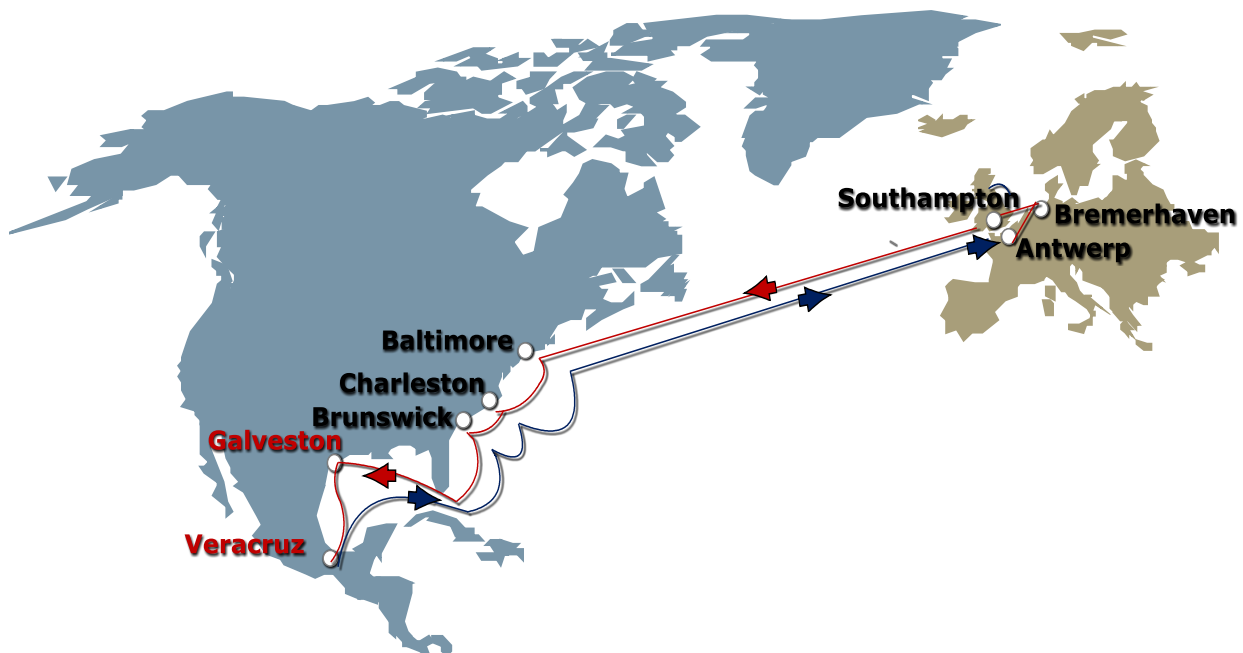 Southampton
Bremerhaven
Antwerp
Baltimore
Charleston
Brunswick
Galveston
Veracruz